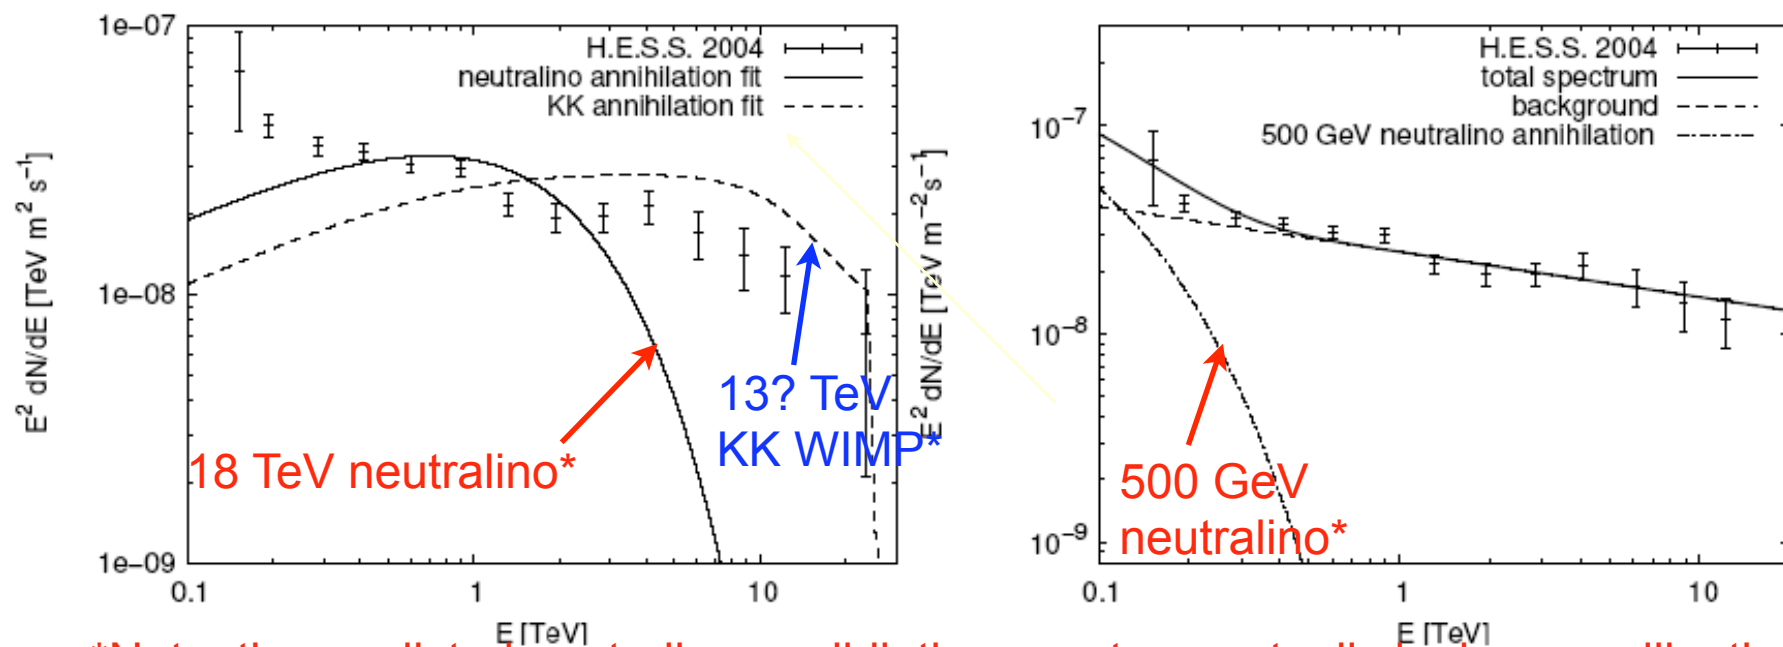 1e-07
H.E.S.S. 2004
neutralino annihilation fit
KK annihilation fit
E² dN/dE [TeV m² s⁻¹]
1e-08
13? TeV
KK WIMP*
18 TeV neutralino*
1e-09
0.1 1 10
E [TeV]
H.E.S.S. 2004
total spectrum
background
500 GeV neutralino annihilation
E² dN/dE [TeV m⁻² s⁻¹]
10⁻⁷
10⁻⁸
500 GeV
neutralino*
10⁻⁹
0.1 1 10
E [TeV]